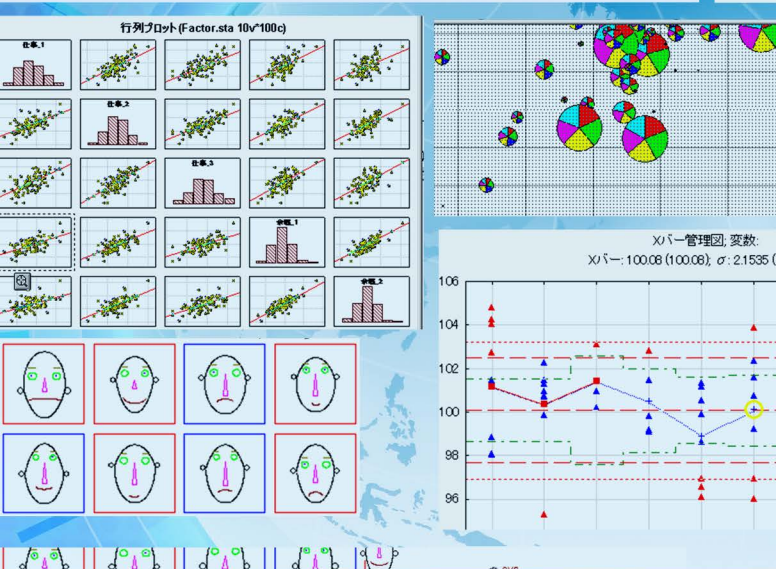 行列プロット(Factor.sta 10v*100c)
仕事_1
仕事_2
仕事_3
余暇_1
余暇_2
Xバー管理図; 変数:
Xバー: 100.08 (100.08); σ: 2.1535 (
106
104
102
100
98
96